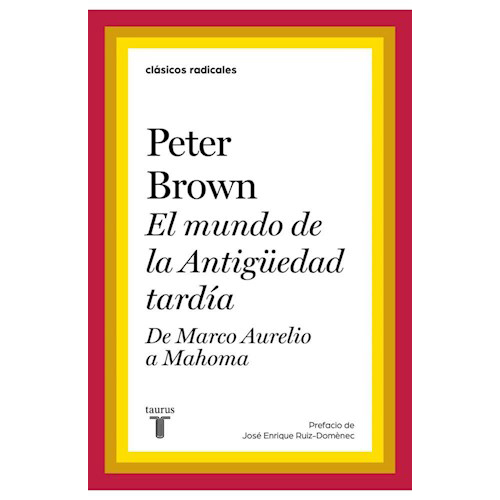 clásicos radicales
Peter
Brown
El mundo de
la Antigüedad
tardía
De Marco Aurelio
a Mahoma
taurus
Prefacio de
José Enrique Ruiz-Domènec